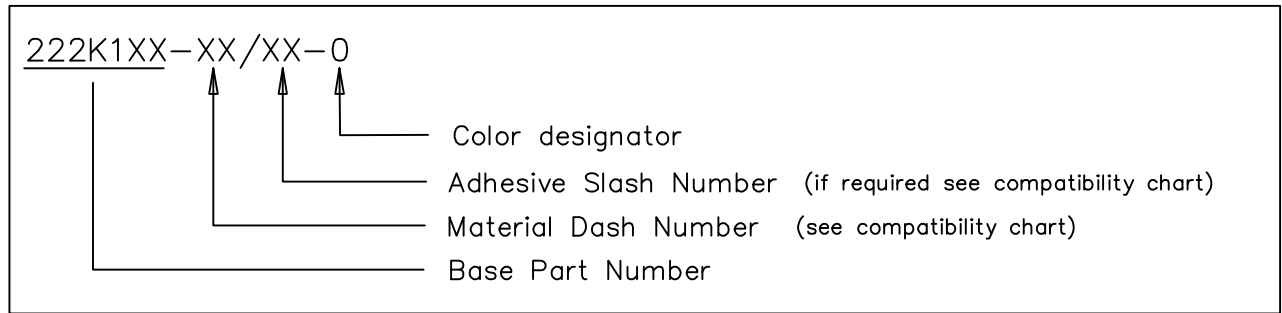 222K1XX-XX/XX-0
Color designator
Adhesive Slash Number (if required see compatibility chart)
Material Dash Number (see compatibility chart)
Base Part Number